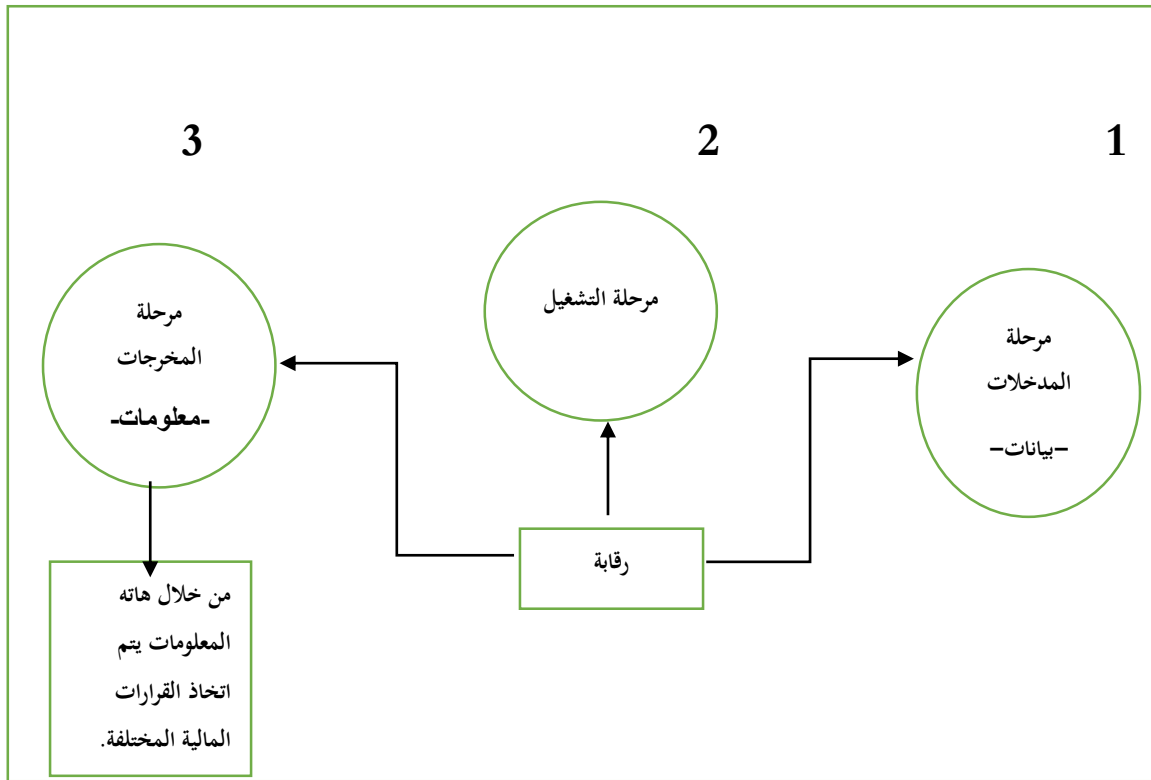 1
2
3
مرحلة
المدخلات
–بيانات–
مرحلة التشغيل
مرحلة
المخرجات
-معلومات-
رقابة
من خلال هاته
المعلومات يتم
اتخاذ القرارات
المالية المختلفة.